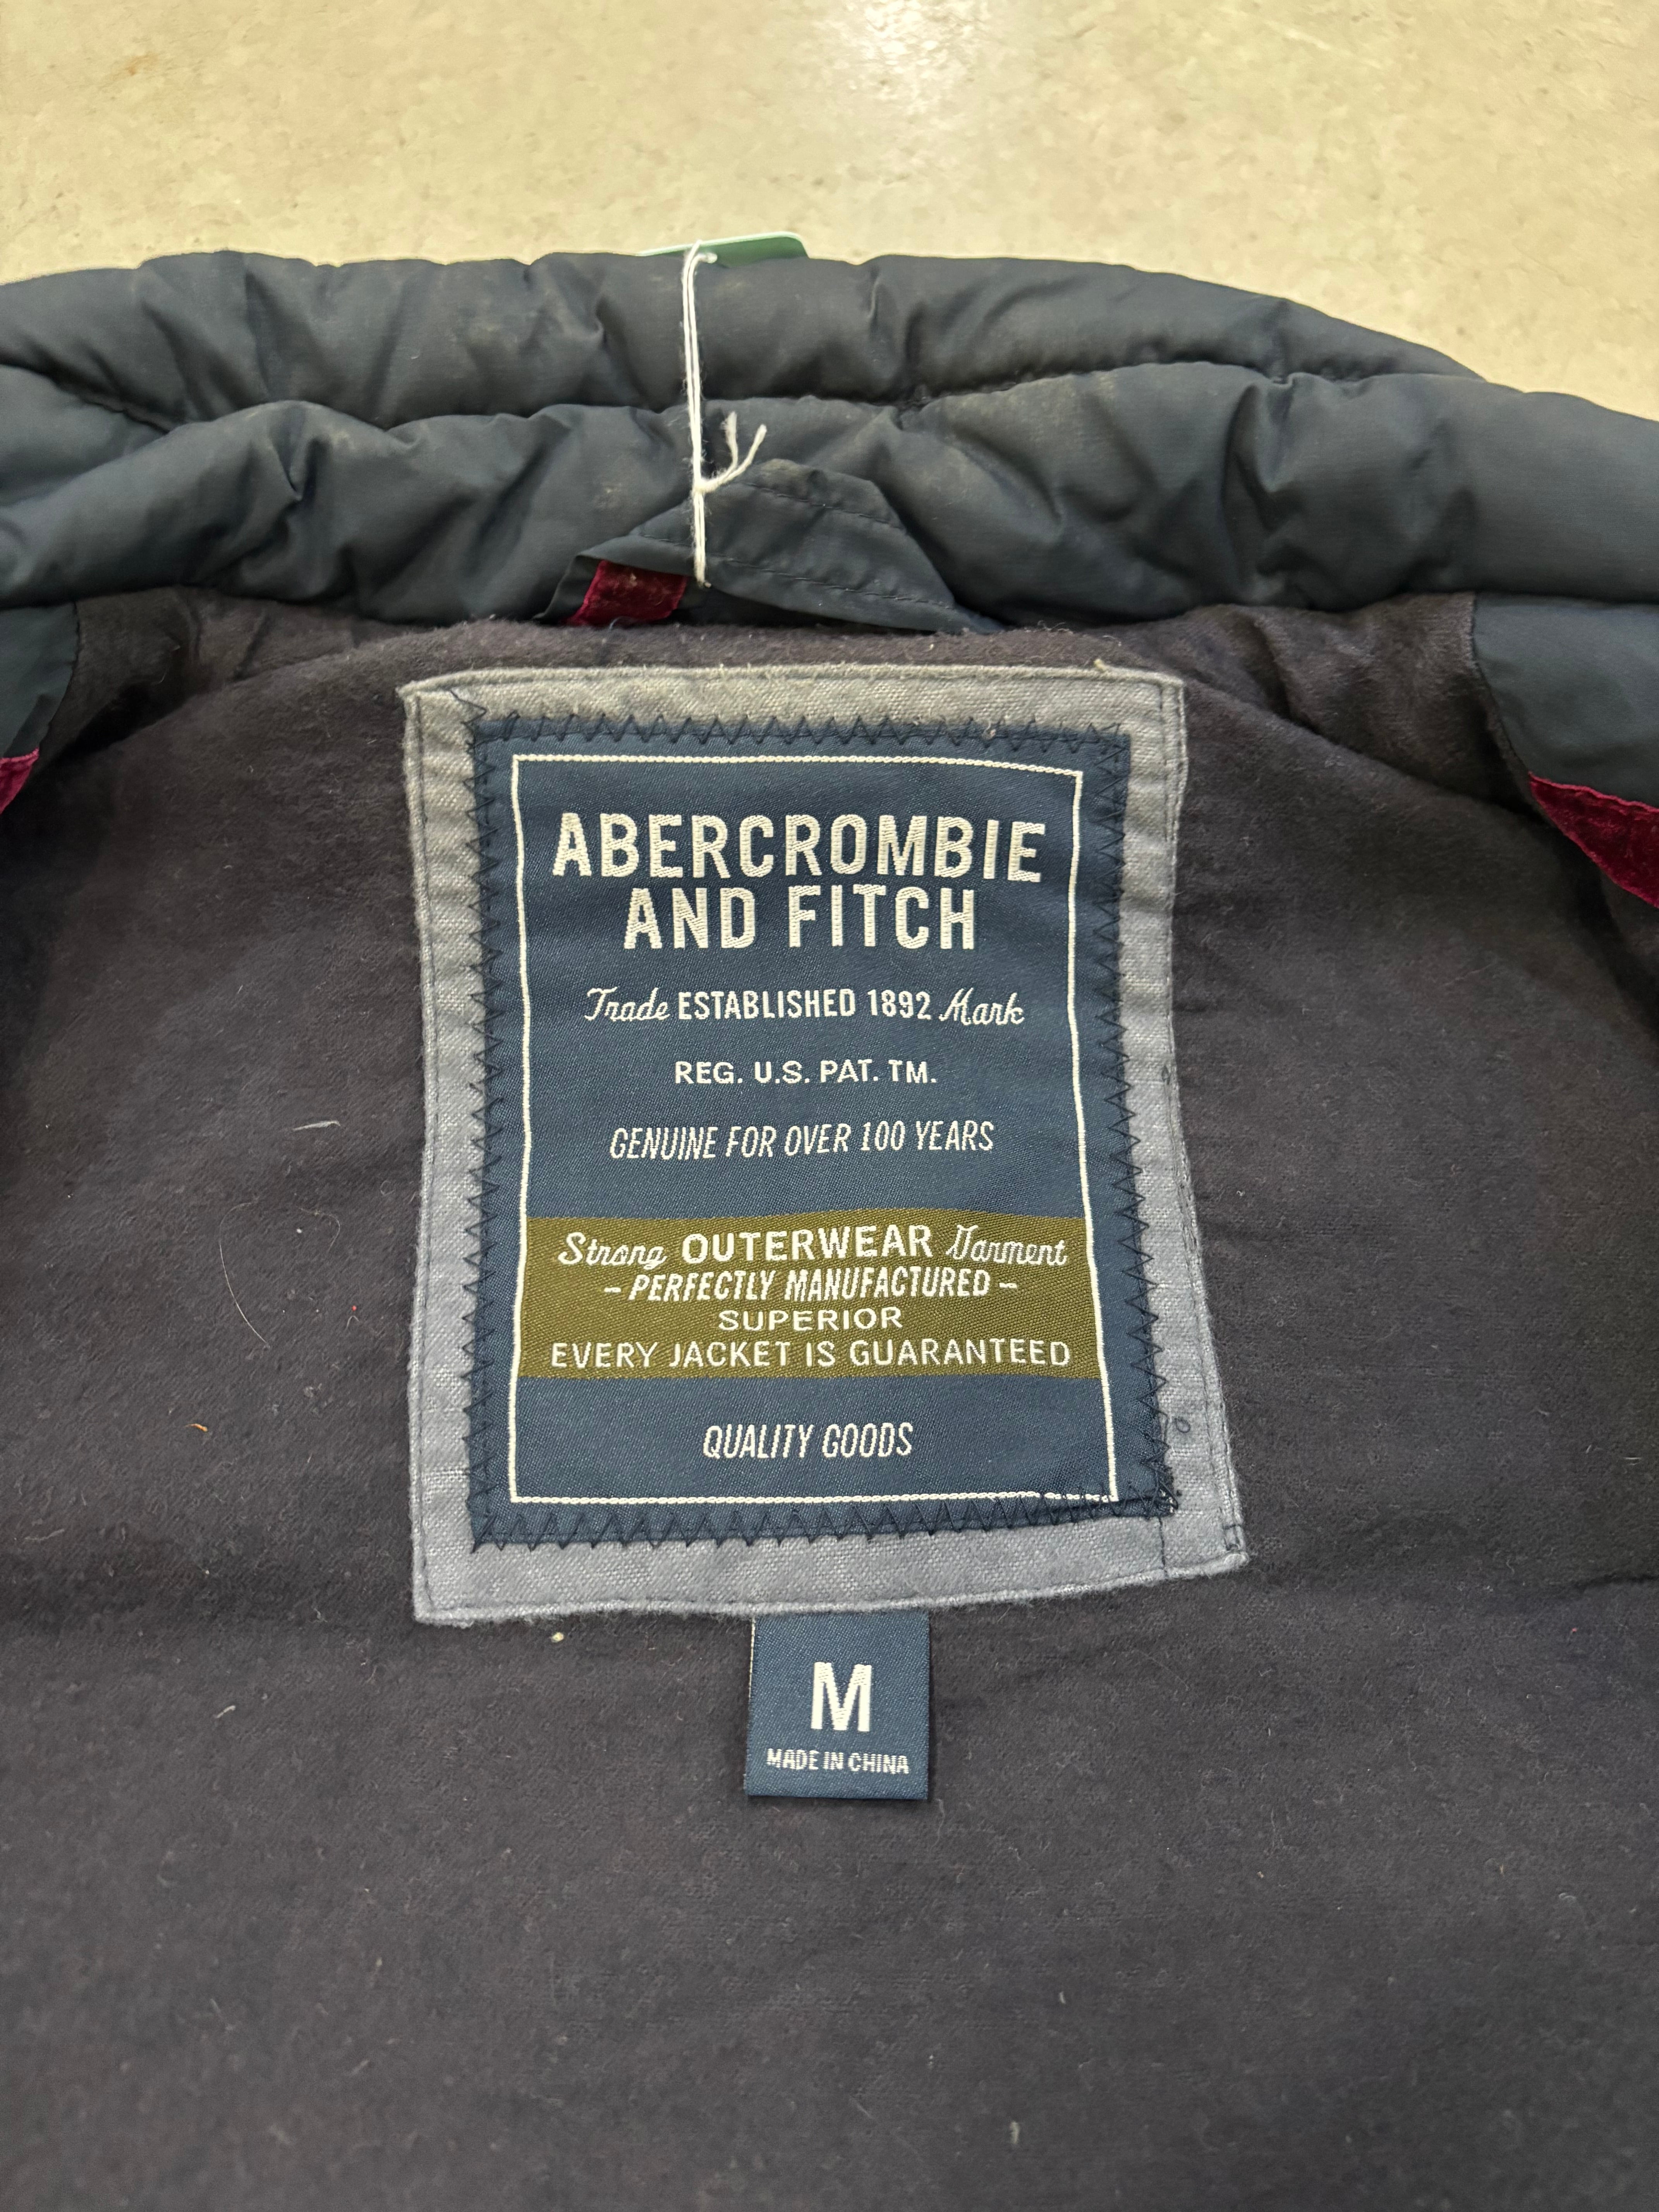 ABERCROMBIE
AND FITCH
Trade ESTABLISHED 1892 Mark
REG. U.S. PAT. TM.
GENUINE FOR OVER 100 YEARS
Strong OUTERWEAR Garment
- PERFECTLY MANUFACTURED -
SUPERIOR
EVERY JACKET IS GUARANTEED
QUALITY GOODS
M
MADE IN CHINA